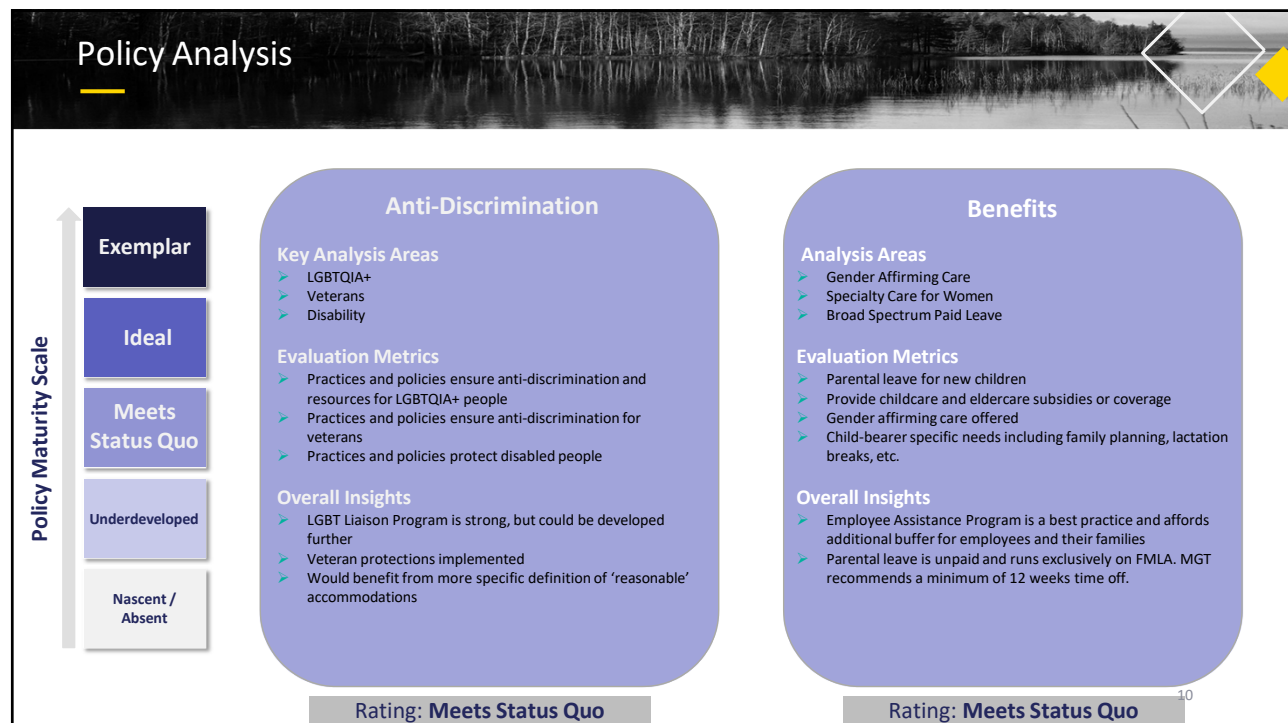 Policy Analysis
Policy Maturity Scale
Exemplar
Ideal
Meets
Status Quo
Underdeveloped
Nascent /
Absent
Anti-Discrimination
Key Analysis Areas
LGBTQIA+
Veterans
Disability
Evaluation Metrics
Practices and policies ensure anti-discrimination and
resources for LGBTQIA+ people
Practices and policies ensure anti-discrimination for
veterans
Practices and policies protect disabled people
Overall Insights
LGBT Liaison Program is strong, but could be developed
further
Veteran protections implemented
Would benefit from more specific definition of ‘reasonable’
accommodations
Rating: Meets Status Quo
Benefits
Analysis Areas
Gender Affirming Care
Specialty Care for Women
Broad Spectrum Paid Leave
Evaluation Metrics
Parental leave for new children
Provide childcare and eldercare subsidies or coverage
Gender affirming care offered
Child-bearer specific needs including family planning, lactation
breaks, etc.
Overall Insights
Employee Assistance Program is a best practice and affords
additional buffer for employees and their families
Parental leave is unpaid and runs exclusively on FMLA. MGT
recommends a minimum of 12 weeks time off.
Rating: Meets Status Quo
10